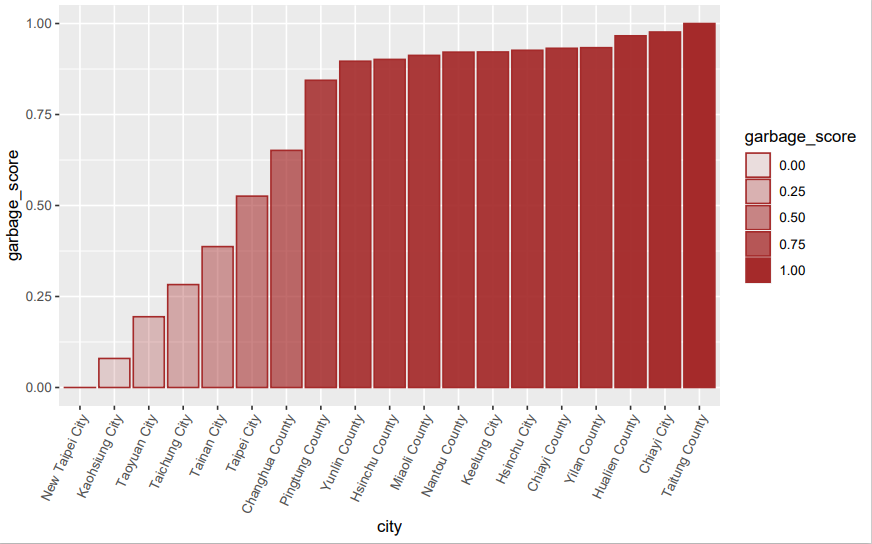 garbage_score
1.00
0.75
0.50
0.25
0.00
New Taipei City
Kaohsiung City
Taoyuan City
Taichung City
Tainan City
Taipei City
Changhua County
Pingtung County
Yunlin County
Hsinchu County
Miaoli County
Nantou County
Keelung City
Hsinchu City
Chiayi County
Yilan County
Hualien County
Chiayi City
Taitung County
city
garbage_score
0.00
0.25
0.50
0.75
1.00